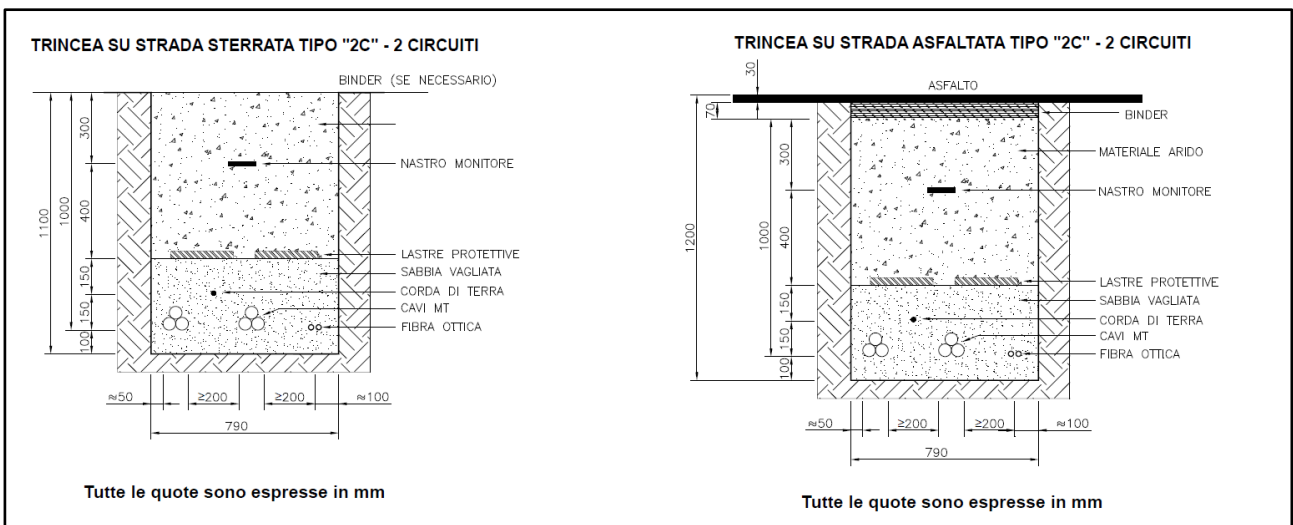 TRINCEA SU STRADA STERRATA TIPO "2C" - 2 CIRCUITI
BINDER (SE NECESSARIO)
300
NASTRO MONITORE
1100
1000
400
LASTRE PROTETTIVE
SABBIA VAGLIATA
150
CORDA DI TERRA
CAVI MT
150
FIBRA OTTICA
100
≈50
≥200
≥200
≈100
790
Tutte le quote sono espresse in mm
TRINCEA SU STRADA ASFALTATA TIPO "2C" - 2 CIRCUITI
30
ASFALTO
70
BINDER
300
MATERIALE ARIDO
NASTRO MONITORE
1200
1000
400
LASTRE PROTETTIVE
SABBIA VAGLIATA
150
CORDA DI TERRA
CAVI MT
150
FIBRA OTTICA
100
≈50
≥200
≥200
≈100
790
Tutte le quote sono espresse in mm